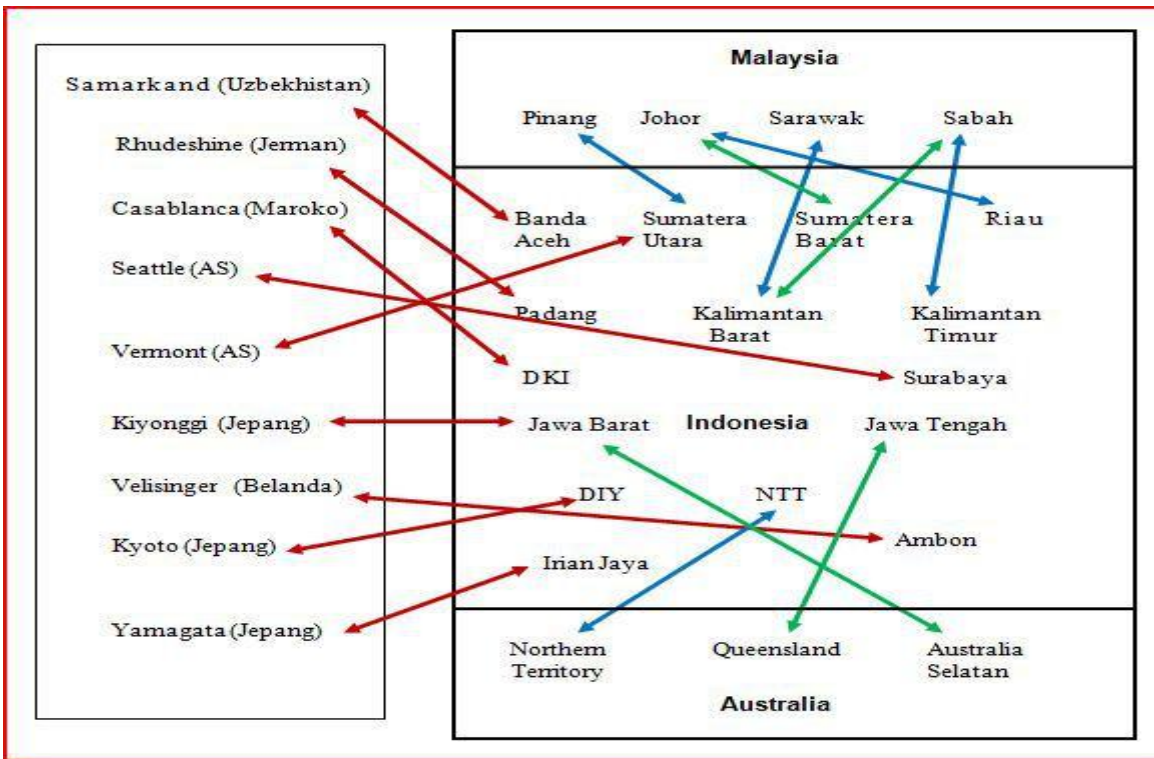 Samarkand (Uzbekhistan)
Rhudeshine (Jerman)
Casablanca (Maroko)
Seattle (AS)
Vermont (AS)
Kiyonggi (Jepang)
Velisinger (Belanda)
Kyoto (Jepang)
Yamagata (Jepang)
Malaysia
Pinang Johor Sarawak Sabah
Banda Sumatera Sumatera Riau
Aceh Utara Barat
Padang Kalimantan Kalimantan
Barat Timur
DKI Surabaya
Jawa Barat Indonesia Jawa Tengah
DIY NTT
Ambon
Irian Jaya
Northern Queensland Australia
Territory Selatan
Australia